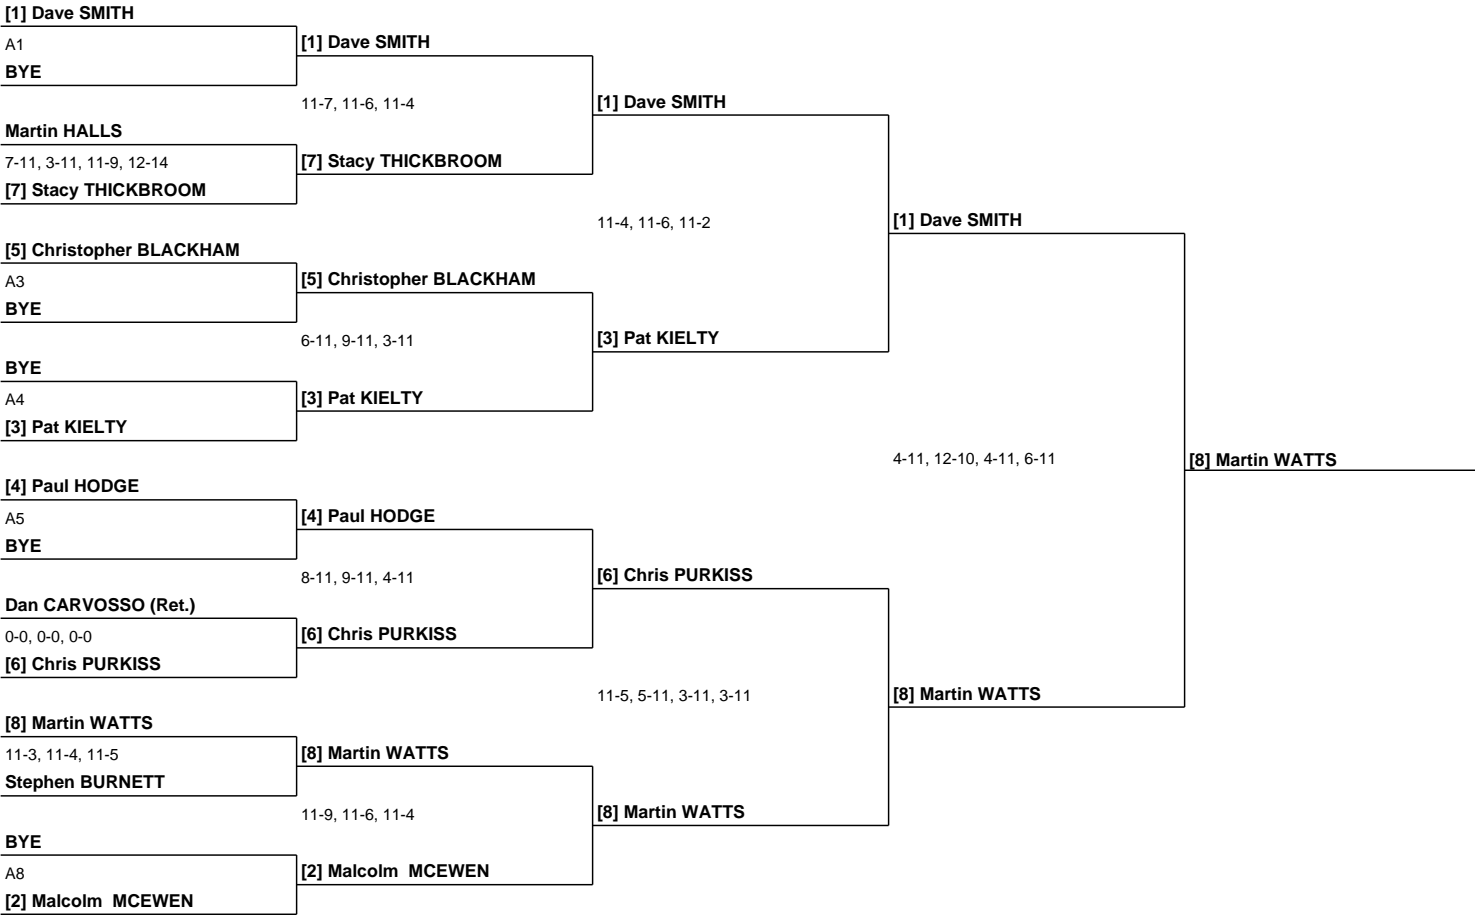 [1] Dave SMITH
A1
BYE
Martin HALLS
7-11, 3-11, 11-9, 12-14
[7] Stacy THICKBROOM
[5] Christopher BLACKHAM
A3
BYE
BYE
A4
[3] Pat KIELTY
[4] Paul HODGE
A5
BYE
Dan CARVOSSO (Ret.)
0-0, 0-0, 0-0
[6] Chris PURKISS
[8] Martin WATTS
11-3, 11-4, 11-5
Stephen BURNETT
BYE
A8
[2] Malcolm  MCEWEN
[1] Dave SMITH
11-7, 11-6, 11-4
[7] Stacy THICKBROOM
[5] Christopher BLACKHAM
6-11, 9-11, 3-11
[3] Pat KIELTY
[4] Paul HODGE
8-11, 9-11, 4-11
[6] Chris PURKISS
[8] Martin WATTS
11-9, 11-6, 11-4
[2] Malcolm  MCEWEN
[1] Dave SMITH
11-4, 11-6, 11-2
[3] Pat KIELTY
[6] Chris PURKISS
11-5, 5-11, 3-11, 3-11
[8] Martin WATTS
[1] Dave SMITH
4-11, 12-10, 4-11, 6-11
[8] Martin WATTS
[8] Martin WATTS